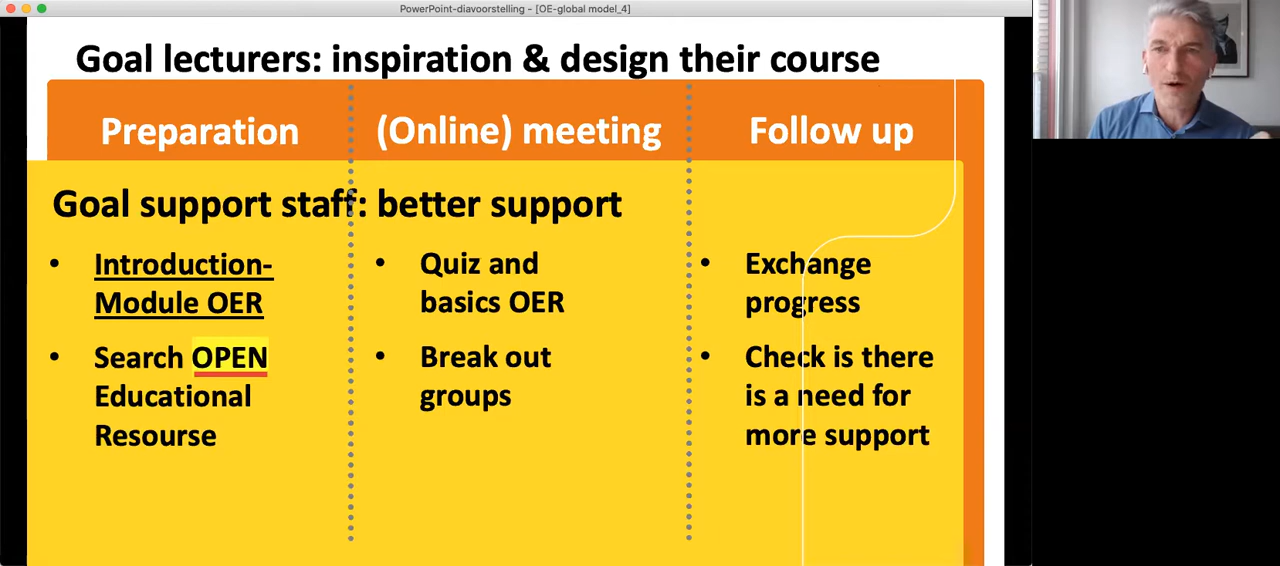 PowerPoint-diavoorstelling - [OE-global model_4]
Goal lecturers: inspiration & design their course
Preparation
(Online) meeting
Follow up
Goal support staff: better support
• Introduction-
Module OER
• Search OPEN
Educational
Resourse
• Quiz and
basics OER
• Break out
groups
• Exchange
progress
• Check is there
is a need for
more support